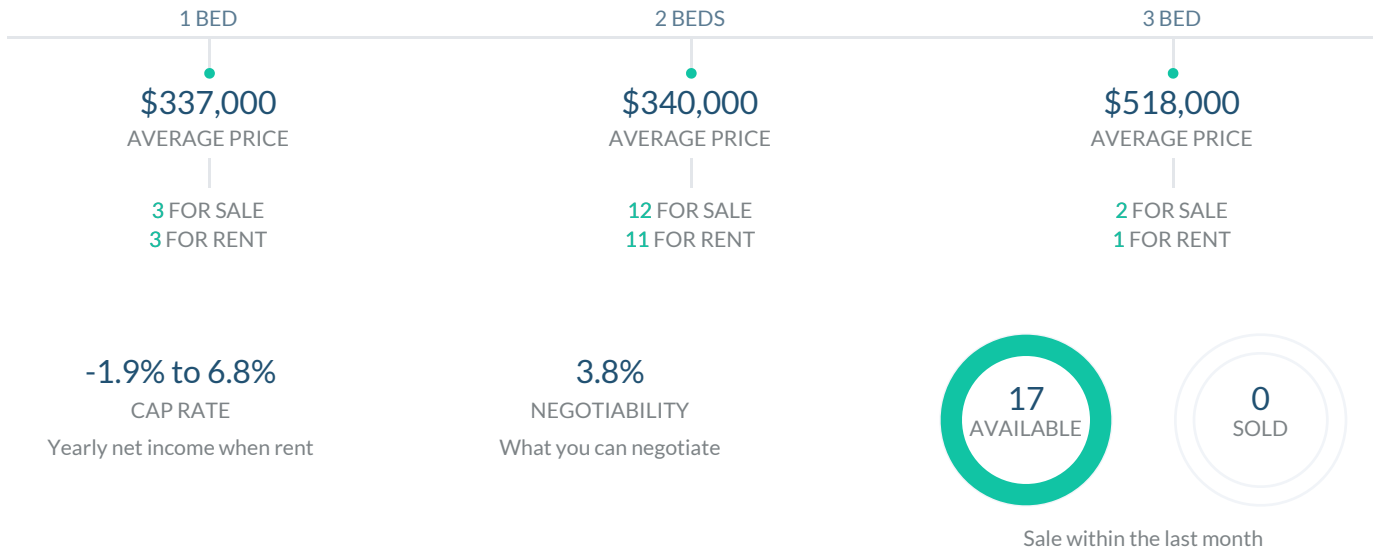 1 BED
$337,000
AVERAGE PRICE
3 FOR SALE
3 FOR RENT
2 BEDS
$340,000
AVERAGE PRICE
12 FOR SALE
11 FOR RENT
3 BED
$518,000
AVERAGE PRICE
2 FOR SALE
1 FOR RENT
-1.9% to 6.8%
CAP RATE
Yearly net income when rent
3.8%
NEGOTIABILITY
What you can negotiate
17
AVAILABLE
0
SOLD
Sale within the last month